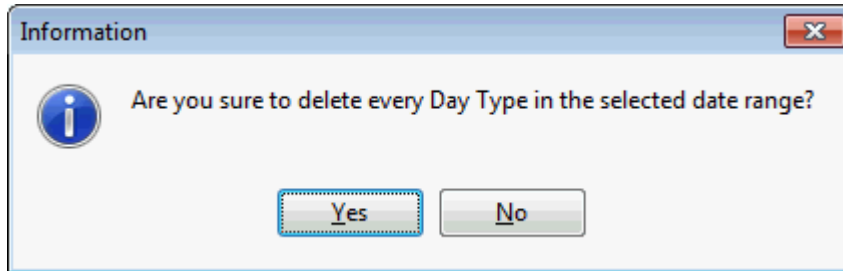 Information
Are you sure to delete every Day Type in the selected date range?
Yes No